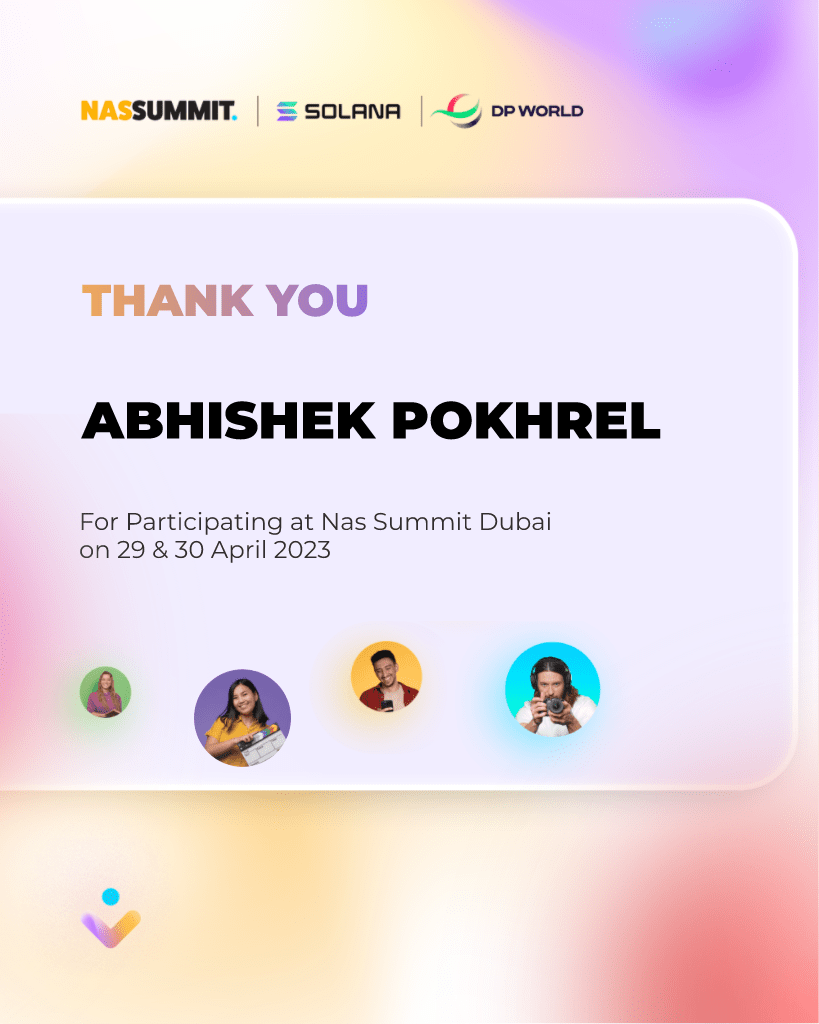 NASSUMMIT. | SOLANA | DP WORLD
THANK YOU
ABHISHEK POKHREL
For Participating at Nas Summit Dubai
on 29 & 30 April 2023